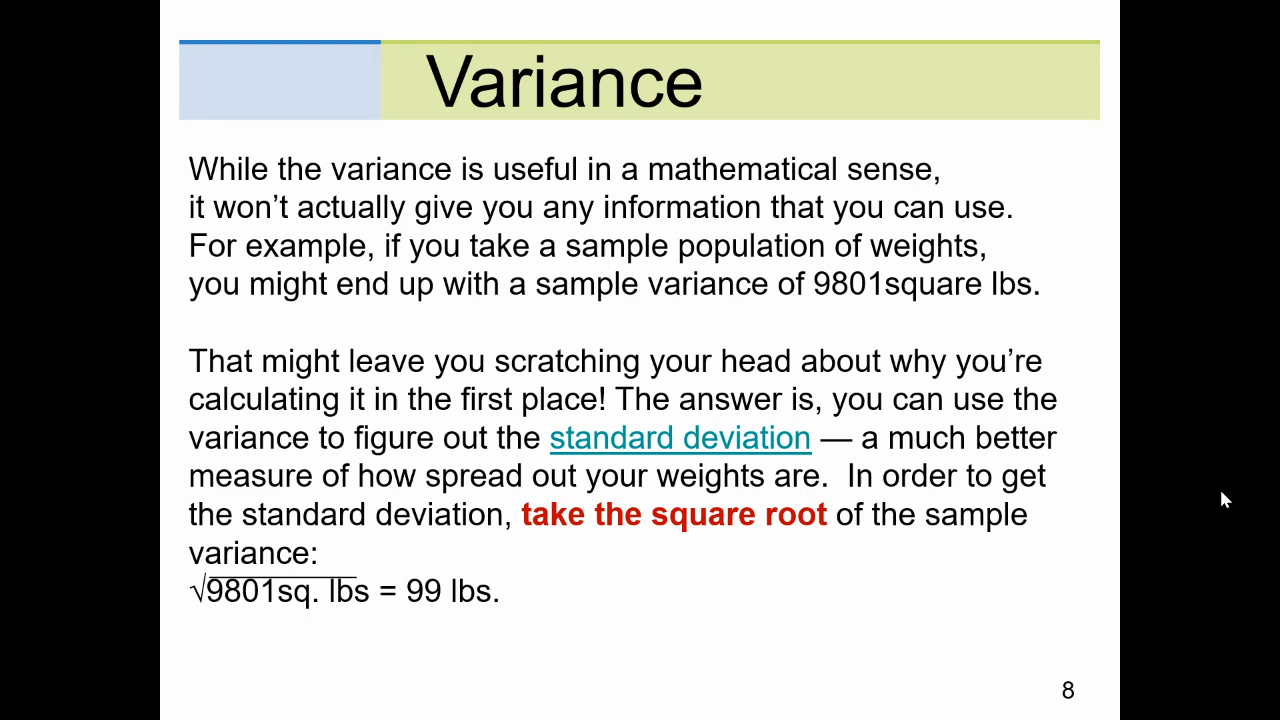 Variance
While the variance is useful in a mathematical sense,
it won’t actually give you any information that you can use.
For example, if you take a sample population of weights,
you might end up with a sample variance of 9801square lbs.
That might leave you scratching your head about why you’re
calculating it in the first place! The answer is, you can use the
variance to figure out the standard deviation — a much better
measure of how spread out your weights are.  In order to get
the standard deviation, take the square root of the sample
variance:
√9801sq. lbs = 99 lbs.
8